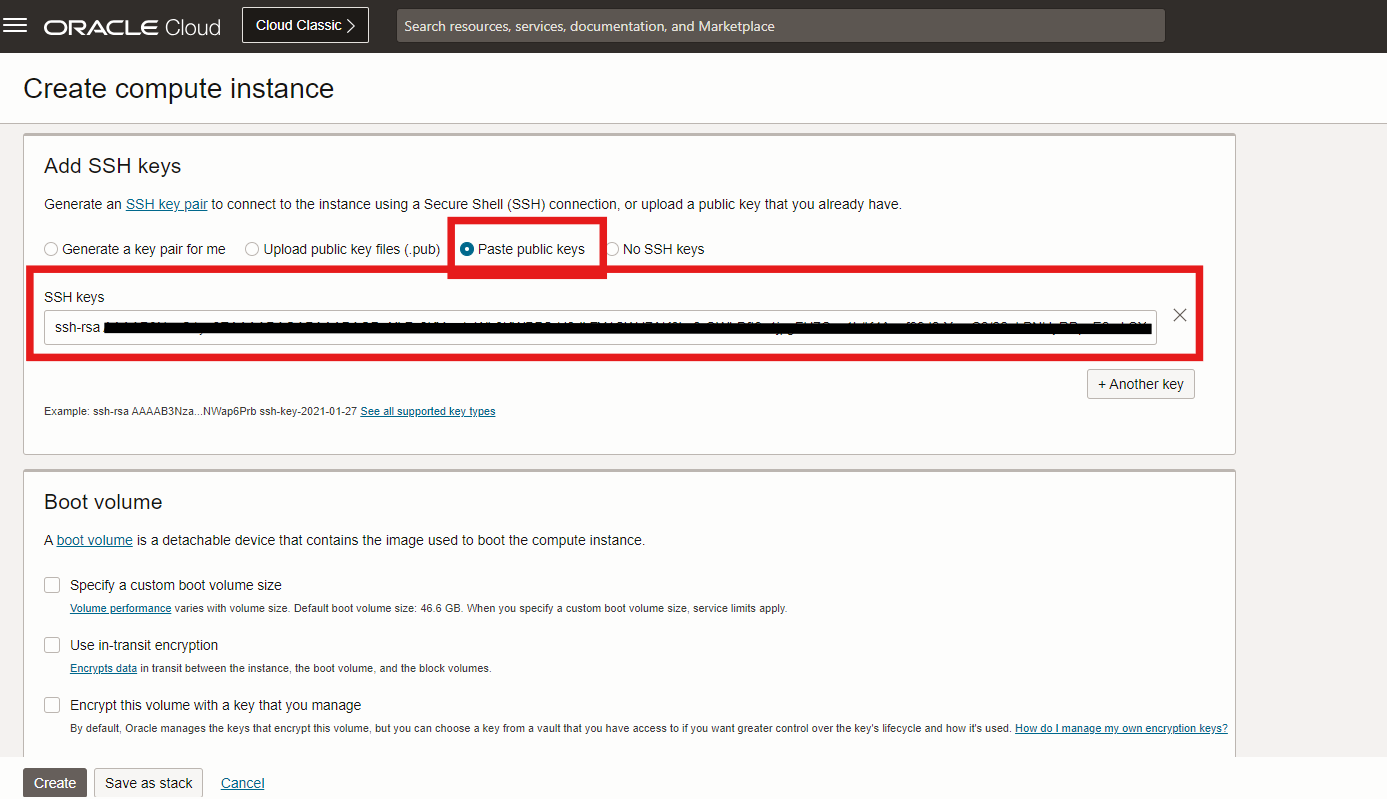 ORACLE Cloud
Cloud Classic
Search resources, services, documentation, and Marketplace
Create compute instance
Add SSH keys
Generate an SSH key pair to connect to the instance using a Secure Shell (SSH) connection, or upload a public key that you already have.
Generate a key pair for me Upload public key files (.pub) Paste public keys No SSH keys
SSH keys
ssh-rsa
+ Another key
Example: ssh-rsa AAAAB3Nza...NWap6Prb ssh-key-2021-01-27 See all supported key types
Boot volume
A boot volume is a detachable device that contains the image used to boot the compute instance.
Specify a custom boot volume size
Volume performance varies with volume size. Default boot volume size: 46.6 GB. When you specify a custom boot volume size, service limits apply.
Use in-transit encryption
Encrypts data in transit between the instance, the boot volume, and the block volumes.
Encrypt this volume with a key that you manage
By default, Oracle manages the keys that encrypt this volume, but you can choose a key from a vault that you have access to if you want greater control over the key's lifecycle and how it's used. How do I manage my own encryption keys?
Create Save as stack Cancel